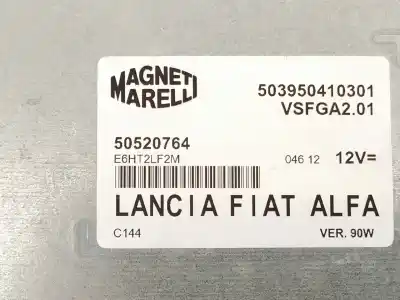 MAGNETI
MARELLI
503950410301
VSFGA2.01
50520764
E6HT2LF2M
046 12
12V=
LANCIA FIAT ALFA
C144
VER. 90W